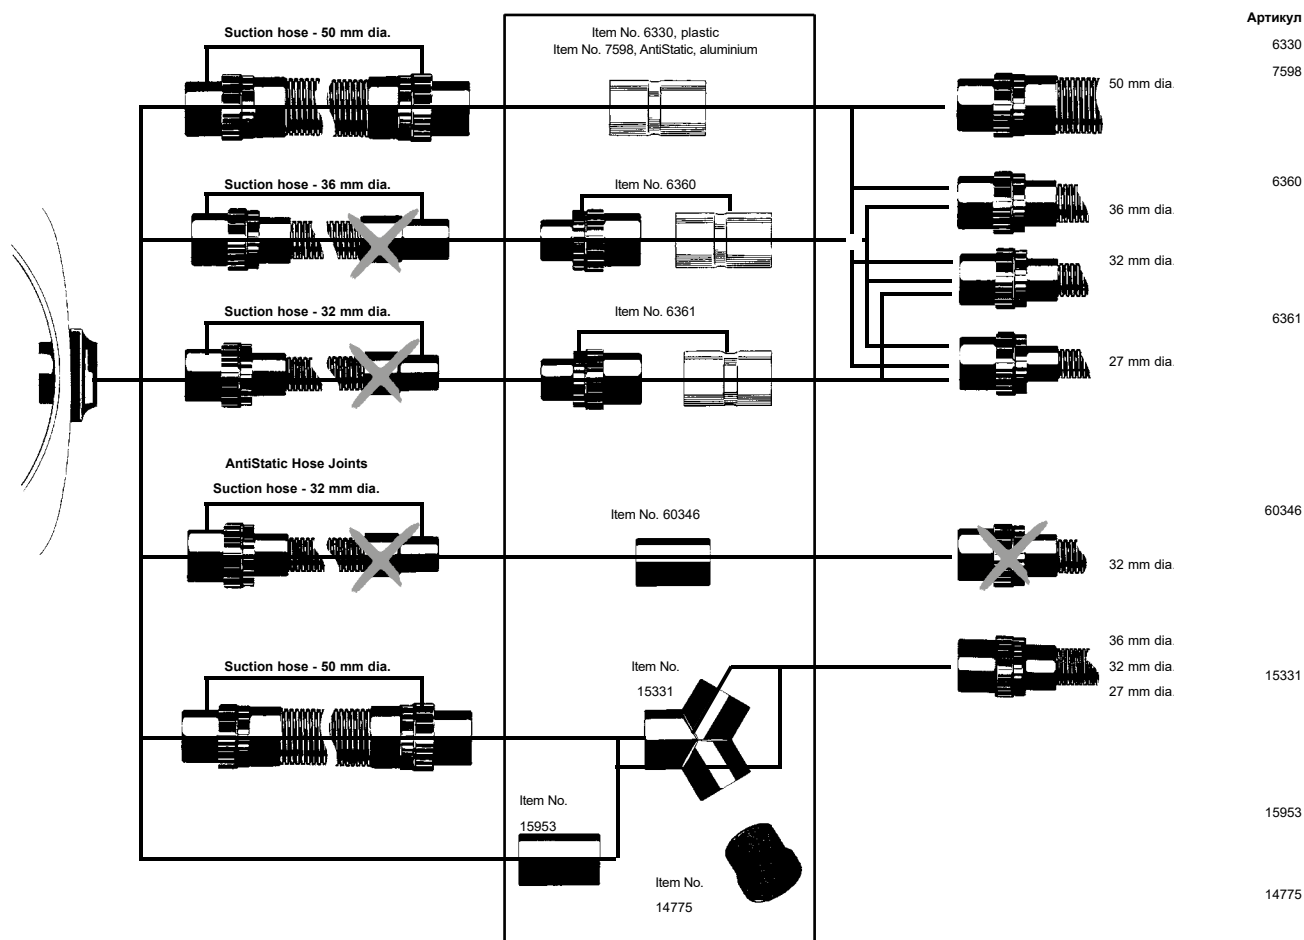 Артикул
Suction hose - 50 mm dia.
Item No. 6330, plastic
Item No. 7598, AntiStatic, aluminium
6330
7598
50 mm dia.
Suction hose - 36 mm dia.
Item No. 6360
6360
36 mm dia.
32 mm dia.
Suction hose - 32 mm dia.
Item No. 6361
6361
27 mm dia.
AntiStatic Hose Joints
Suction hose - 32 mm dia.
Item No. 60346
60346
32 mm dia.
36 mm dia.
Suction hose - 50 mm dia.
Item No.
15331
32 mm dia.
27 mm dia.
15331
Item No.
15953
15953
Item No.
14775
14775